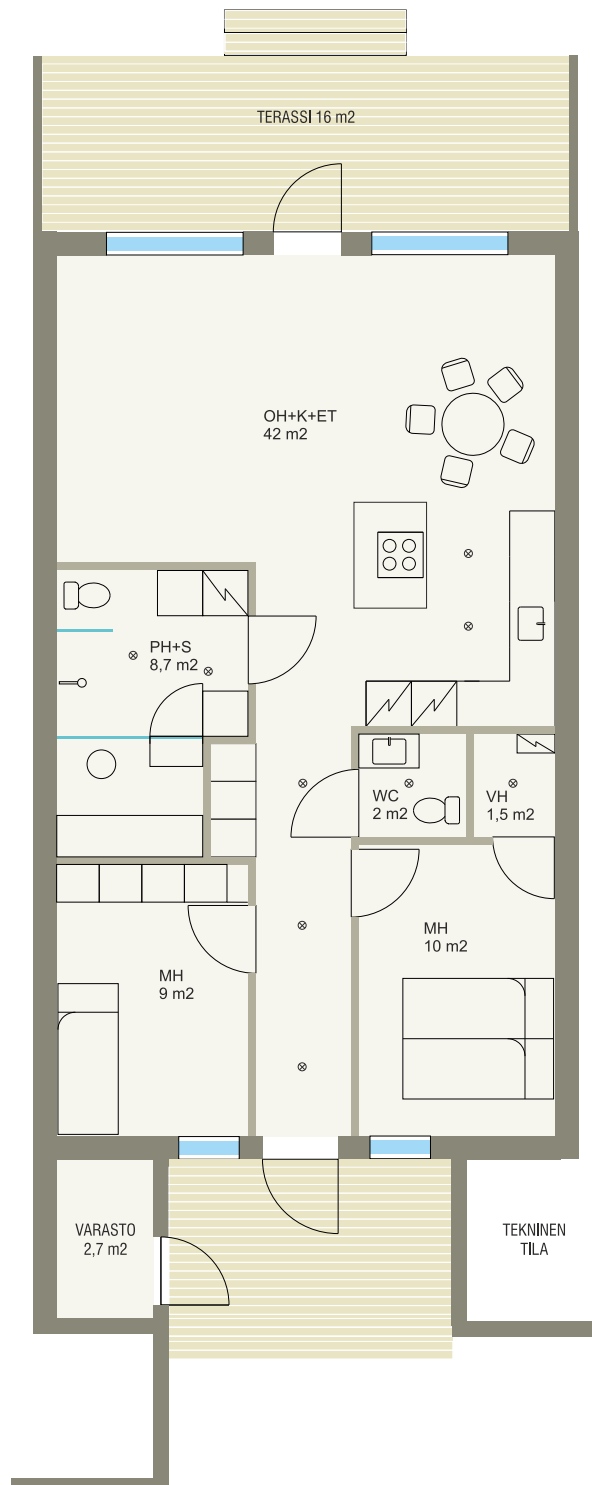 TERASSI 16 m2
OH+K+ET
42 m2
PH+S
8,7 m2
WC
2 m2
VH
1,5 m2
MH
10 m2
MH
9 m2
VARASTO
2,7 m2
TEKNINEN
TILA